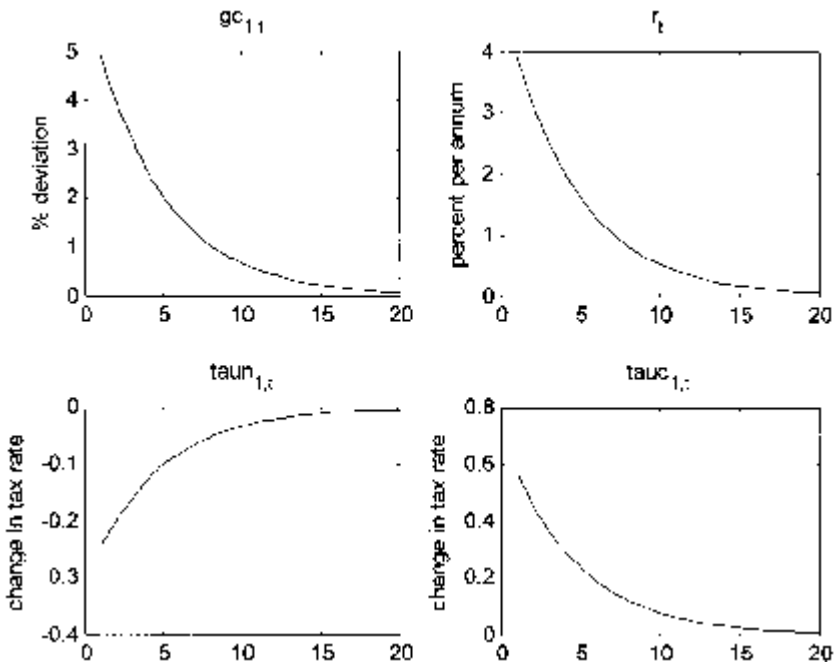 gc11
rt
% deviation
5
4
3
2
1
0
0 5 10 15 20
percent per annum
4
3
2
1
0
0 5 10 15 20
taun1,t
tauc1,t
change in tax rate
0
-0.1
-0.2
0.3
-0.4
0 5 10 15 20
change in tax rate
0.8
0.6
0.4
0.2
0
0 5 10 15 20